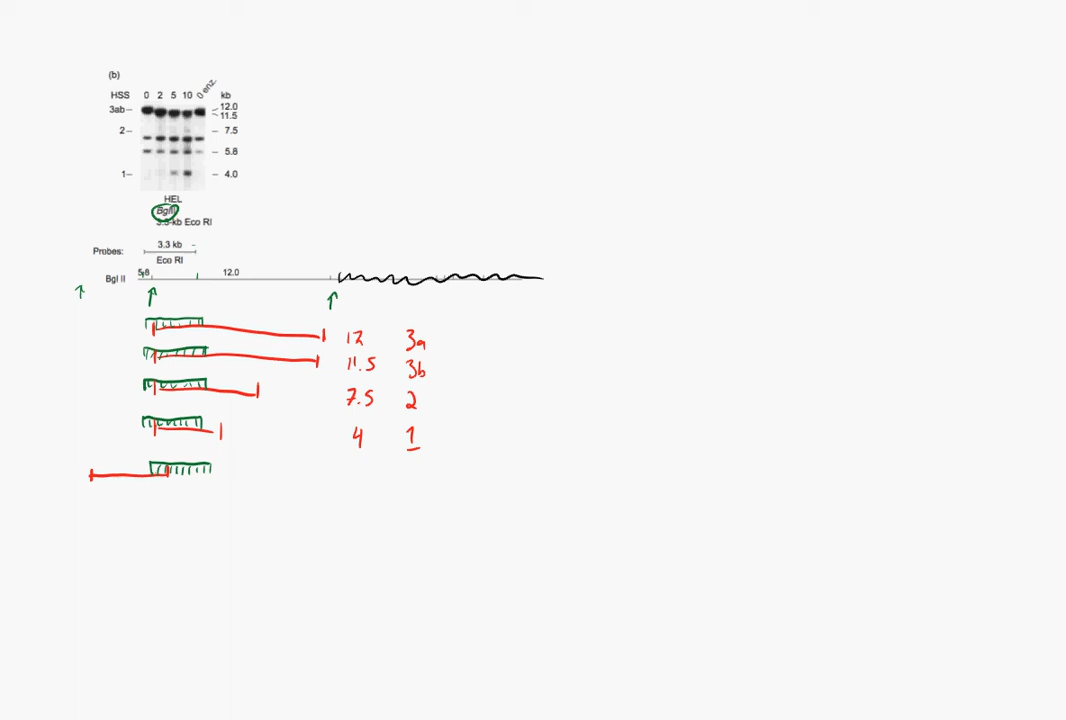 (b)
HSS 0 2 5 10 0 enz. kb
3ab 12.0
11.5
2 7.5
5.8
1 4.0
HEL
BglII
3.3-kb Eco RI
3.3 kb
Probes:
Eco RI
5.8 12.0
Bgl II
12 3a
11.5 3b
7.5 2
4 1